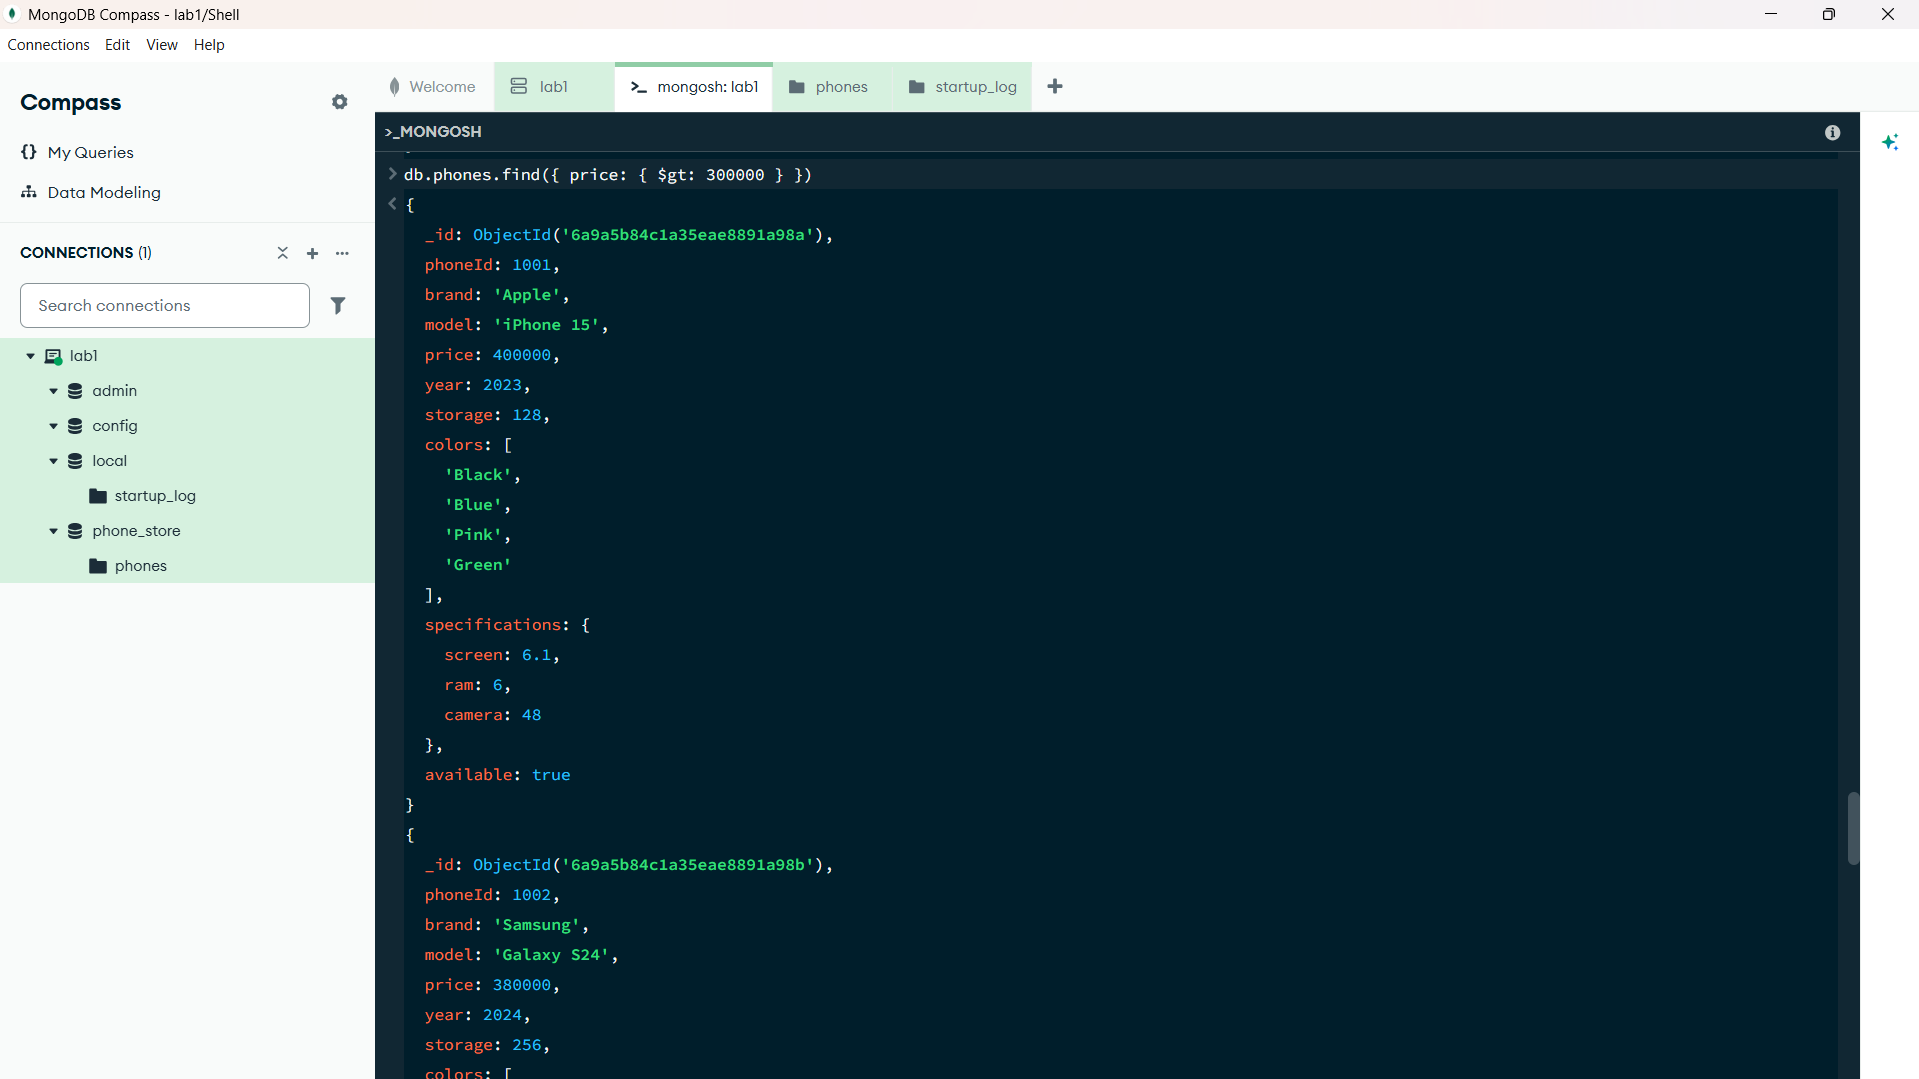 MongoDB Compass - lab1/Shell
Connections Edit View Help
Compass
My Queries
Data Modeling
CONNECTIONS (1)
Search connections
lab1
admin
config
local
startup_log
phone_store
phones
Welcome lab1 mongosh: lab1 phones startup_log
>_MONGOSH
db.phones.find({ price: { $gt: 300000 } })
{
_id: ObjectId('6a9a5b84c1a35eae8891a98a'),
phoneId: 1001,
brand: 'Apple',
model: 'iPhone 15',
price: 400000,
year: 2023,
storage: 128,
colors: [
'Black',
'Blue',
'Pink',
'Green'
],
specifications: {
screen: 6.1,
ram: 6,
camera: 48
},
available: true
}
{
_id: ObjectId('6a9a5b84c1a35eae8891a98b'),
phoneId: 1002,
brand: 'Samsung',
model: 'Galaxy S24',
price: 380000,
year: 2024,
storage: 256,
colors: [